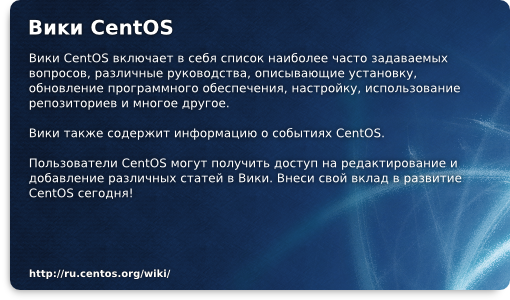 Вики CentOS
Вики CentOS включает в себя список наиболее часто задаваемых
вопросов, различные руководства, описывающие установку,
обновление программного обеспечения, настройку, использование
репозиториев и многое другое.
Вики также содержит информацию о событиях CentOS.
Пользователи CentOS могут получить доступ на редактирование и
добавление различных статей в Вики. Внеси свой вклад в развитие
CentOS сегодня!
http://ru.centos.org/wiki/